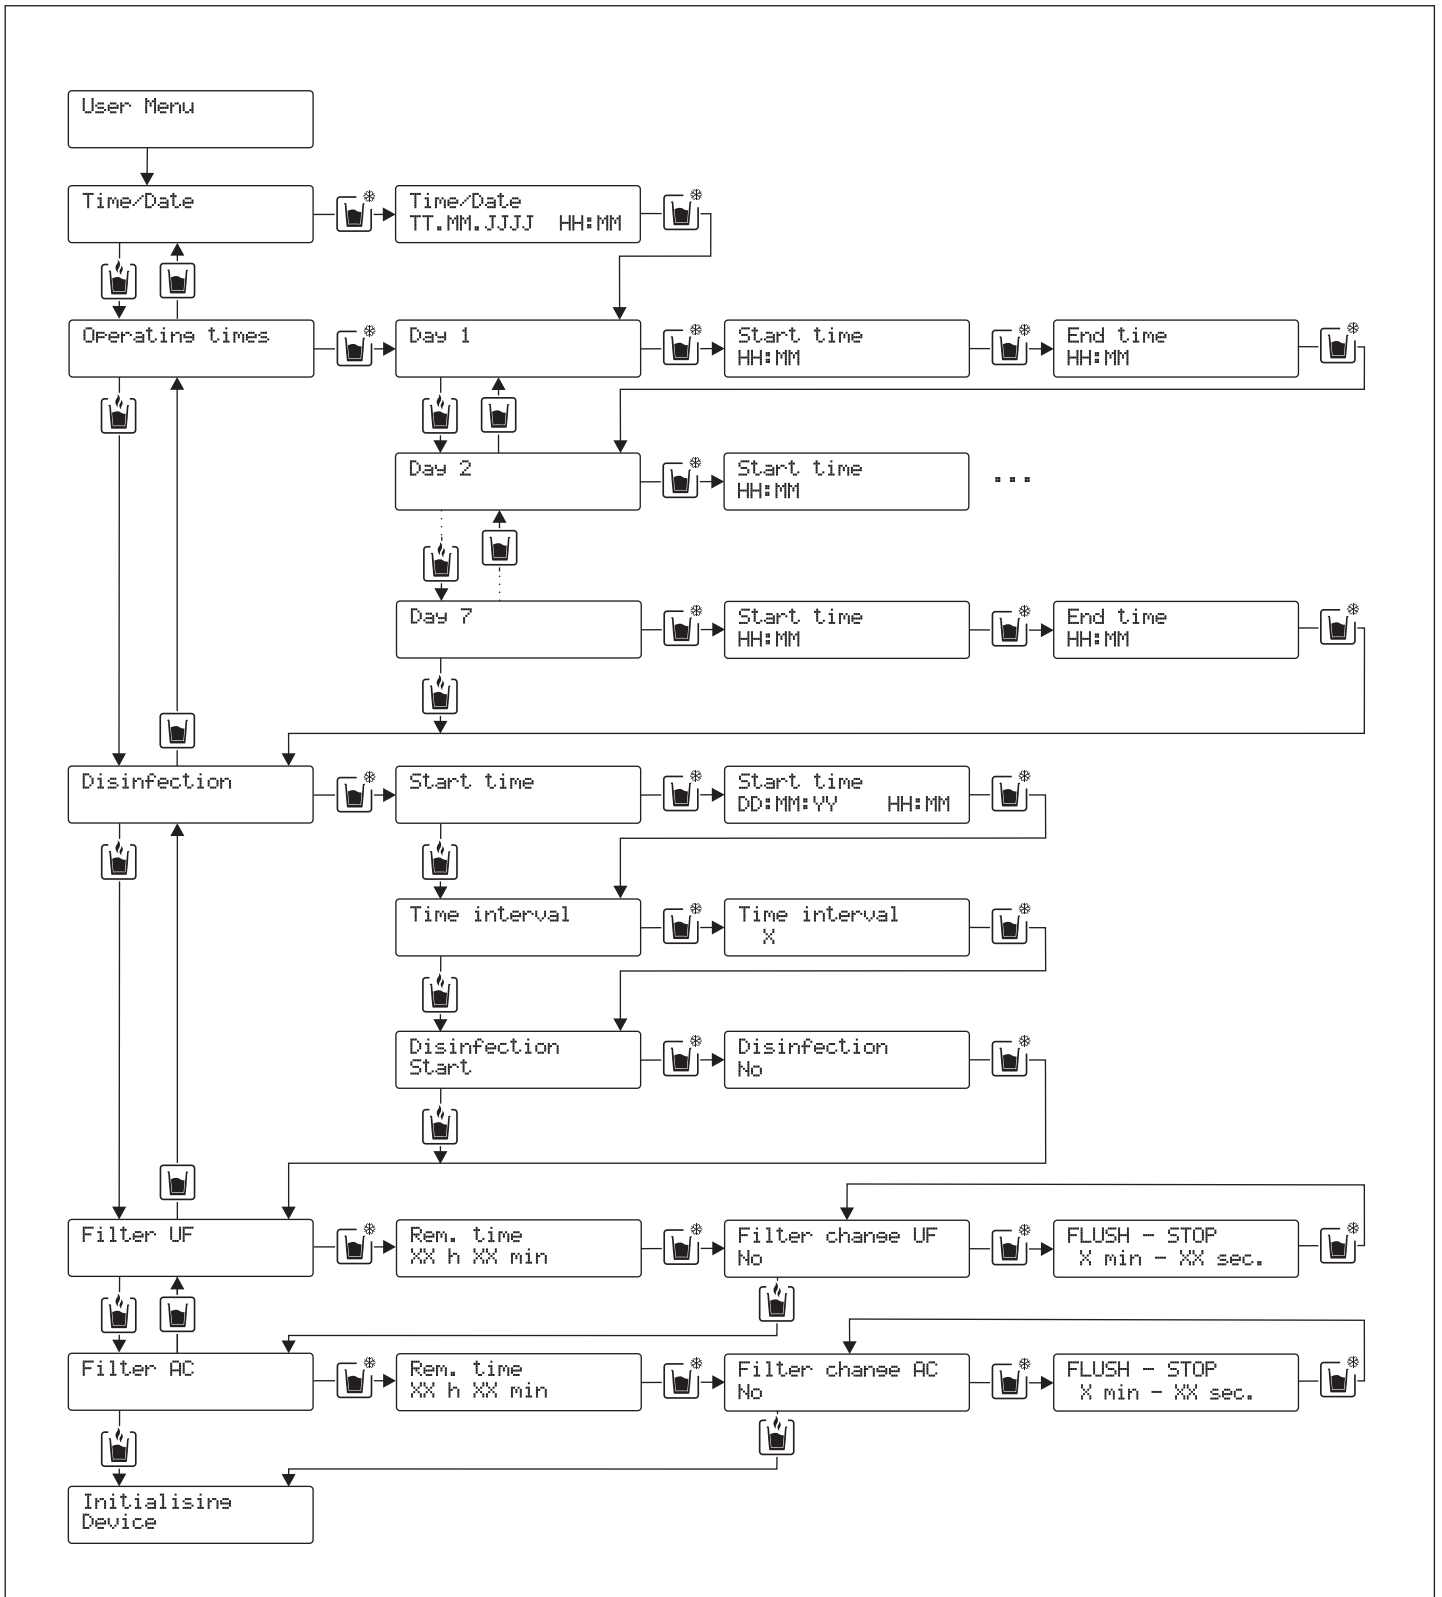 User Menu
Time/Date
Time/Date
TT.MM.JJJJ HH:MM
Operating times
Day 1
Start time
HH:MM
End time
HH:MM
Day 2
Start time
HH:MM
...
Day 7
Start time
HH:MM
End time
HH:MM
Disinfection
Start time
Start time
DD:MM:YY HH:MM
Time interval
Time interval
X
Disinfection
Start
Disinfection
No
Filter UF
Rem. time
XX h XX min
Filter change UF
No
FLUSH - STOP
X min - XX sec.
Filter AC
Rem. time
XX h XX min
Filter change AC
No
FLUSH - STOP
X min - XX sec.
Initialising
Device